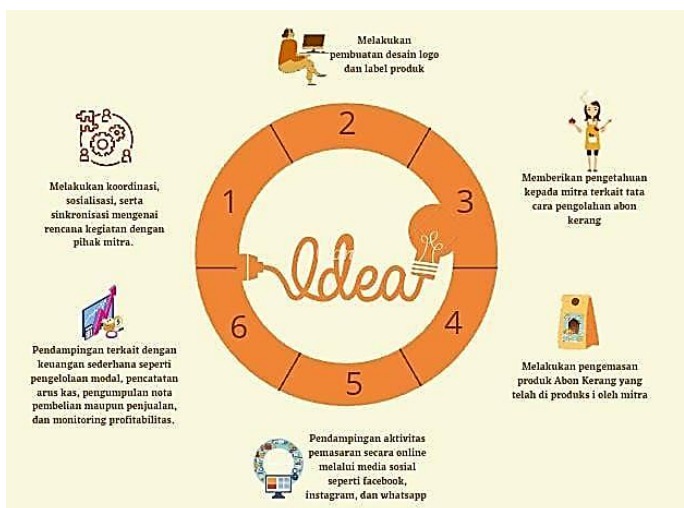 Melakukan
pembuatan desain logo
dan label produk
Melakukan koordinasi,
sosialisasi, serta
sinkronisasi mengenai
rencana kegiatan dengan
pihak mitra.
Memberikan pengetahuan
kepada mitra terkait tata
cara pengolahan abon
kerang
1
2
3
4
5
6
Idea
Pendampingan terkait dengan
keuangan sederhana seperti
pengelolaan modal, pencatatan
arus kas, pengumpulan nota
pembelian maupun penjualan,
dan monitoring profitabilitas.
Melakukan pengemasan
produk Abon Kerang yang
telah di produks i oleh mitra
Pendampingan aktivitas
pemasaran secara online
melalui media sosial
seperti facebook,
instagram, dan whatsapp